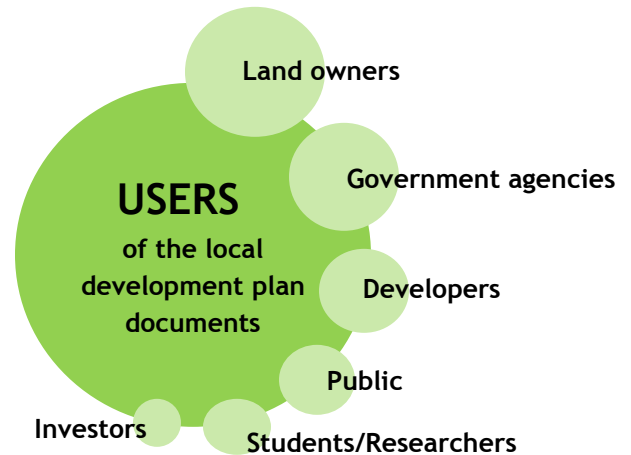 USERS
of the local
development plan
documents
Land owners
Government agencies
Developers
Public
Students/Researchers
Investors